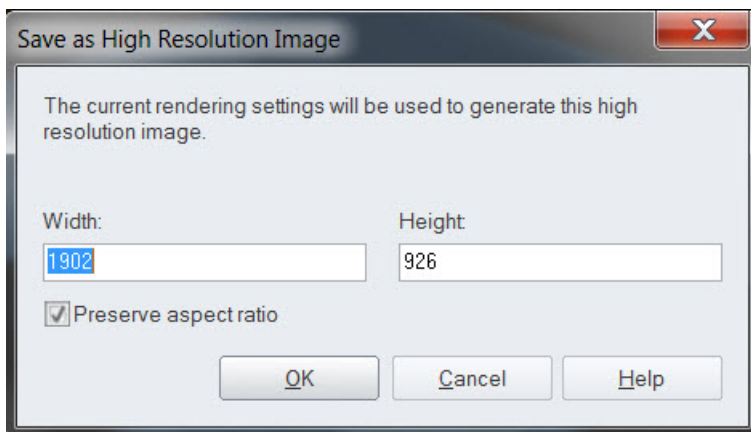 Save as High Resolution Image
The current rendering settings will be used to generate this high
resolution image.
Width: Height:
1902 926
Preserve aspect ratio
OK Cancel Help